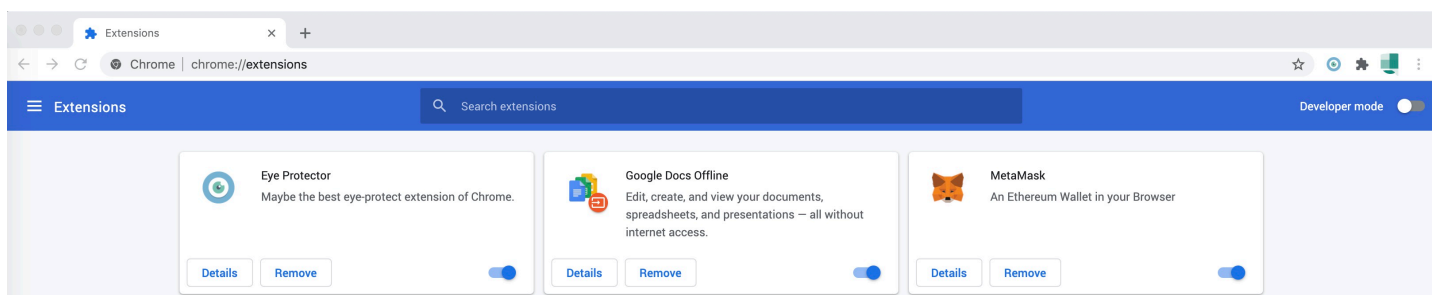 Extensions
Chrome | chrome://extensions
Extensions
Search extensions
Developer mode
Eye Protector
Maybe the best eye-protect extension of Chrome.
Details
Remove
Google Docs Offline
Edit, create, and view your documents,
spreadsheets, and presentations — all without
internet access.
Details
Remove
MetaMask
An Ethereum Wallet in your Browser
Details
Remove